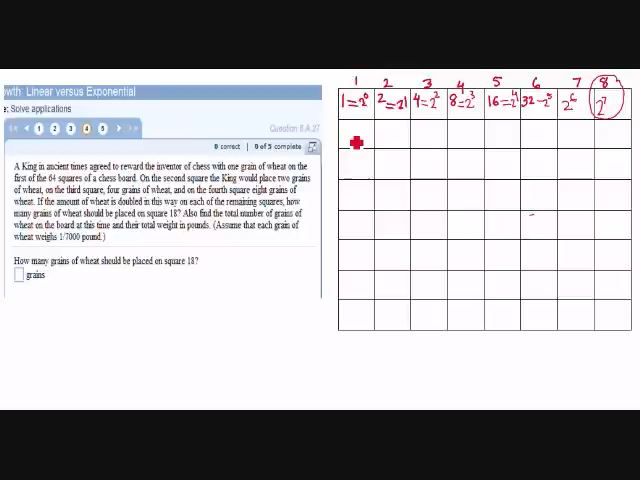 owth: Linear versus Exponential
e: Solve applications
1 2 3 4 5
Question 8.A.27
0 correct 0 of 5 complete
A King in ancient times agreed to reward the inventor of chess with one grain of wheat on the
first of the 64 squares of a chess board. On the second square the King would place two grains
of wheat, on the third square, four grains of wheat, and on the fourth square eight grains of
wheat. If the amount of wheat is doubled in this way on each of the remaining squares, how
many grains of wheat should be placed on square 18? Also find the total number of grains of
wheat on the board at this time and their total weight in pounds. (Assume that each grain of
wheat weighs 1/7000 pound.)
How many grains of wheat should be placed on square 18?
grains
1 2 3 4 5 6 7 8
1=2⁰ 2=2¹ 4=2² 8=2³ 16=2⁴ 32=2⁵ 2⁶ 2⁷